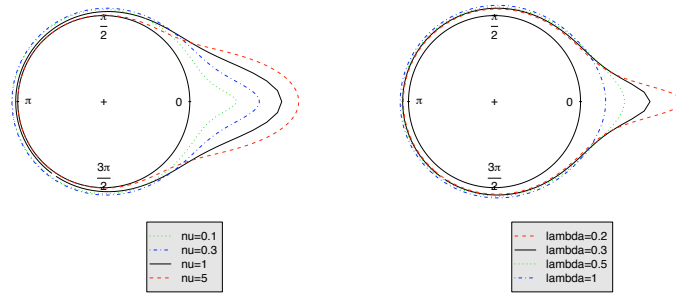 π
2
π
+
0
3π
2
π
2
π
+
0
3π
2
nu=0.1
nu=0.3
nu=1
nu=5
lambda=0.2
lambda=0.3
lambda=0.5
lambda=1